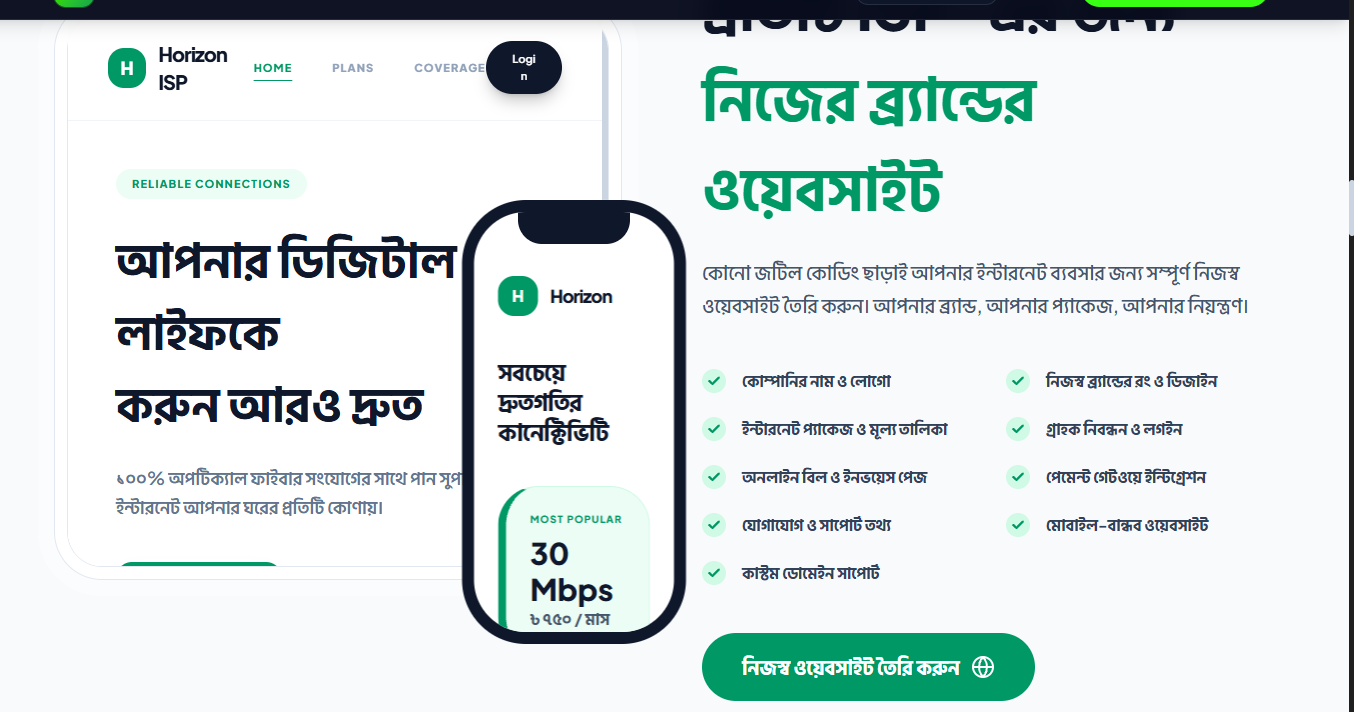 Horizon
ISP
HOME
PLANS
COVERAGE
Logi
n
RELIABLE CONNECTIONS
আপনার ডিজিটাল
লাইফকে
করুন আরও দ্রুত
১০০% অপটিক্যাল ফাইবার সংযোগের সাথে পান
ইন্টারনেট আপনার ঘরের প্রতিটি কোণায়।
H
H
Horizon
সবচেয়ে
দ্রুতগতির
কানেক্টিভিটি
MOST POPULAR
30
Mbps
৳ ৭৫০ / মাস
নিজের ব্র্যান্ডের
ওয়েবসাইট
কোনো জটিল কোডিং ছাড়াই আপনার ইন্টারনেট ব্যবসার জন্য সম্পূর্ণ নিজস্ব
ওয়েবসাইট তৈরি করুন। আপনার ব্র্যান্ড, আপনার প্যাকেজ, আপনার নিয়ন্ত্রণ।
কোম্পানির নাম ও লোগো
নিজস্ব ব্র্যান্ডের রং ও ডিজাইন
ইন্টারনেট প্যাকেজ ও মূল্য তালিকা
গ্রাহক নিবন্ধন ও লগইন
অনলাইন বিল ও ইনভয়েস পেজ
পেমেন্ট গেটওয়ে ইন্টিগ্রেশন
যোগাযোগ ও সাপোর্ট তথ্য
মোবাইল-বান্ধব ওয়েবসাইট
কাস্টম ডোমেইন সাপোর্ট
নিজস্ব ওয়েবসাইট তৈরি করুন